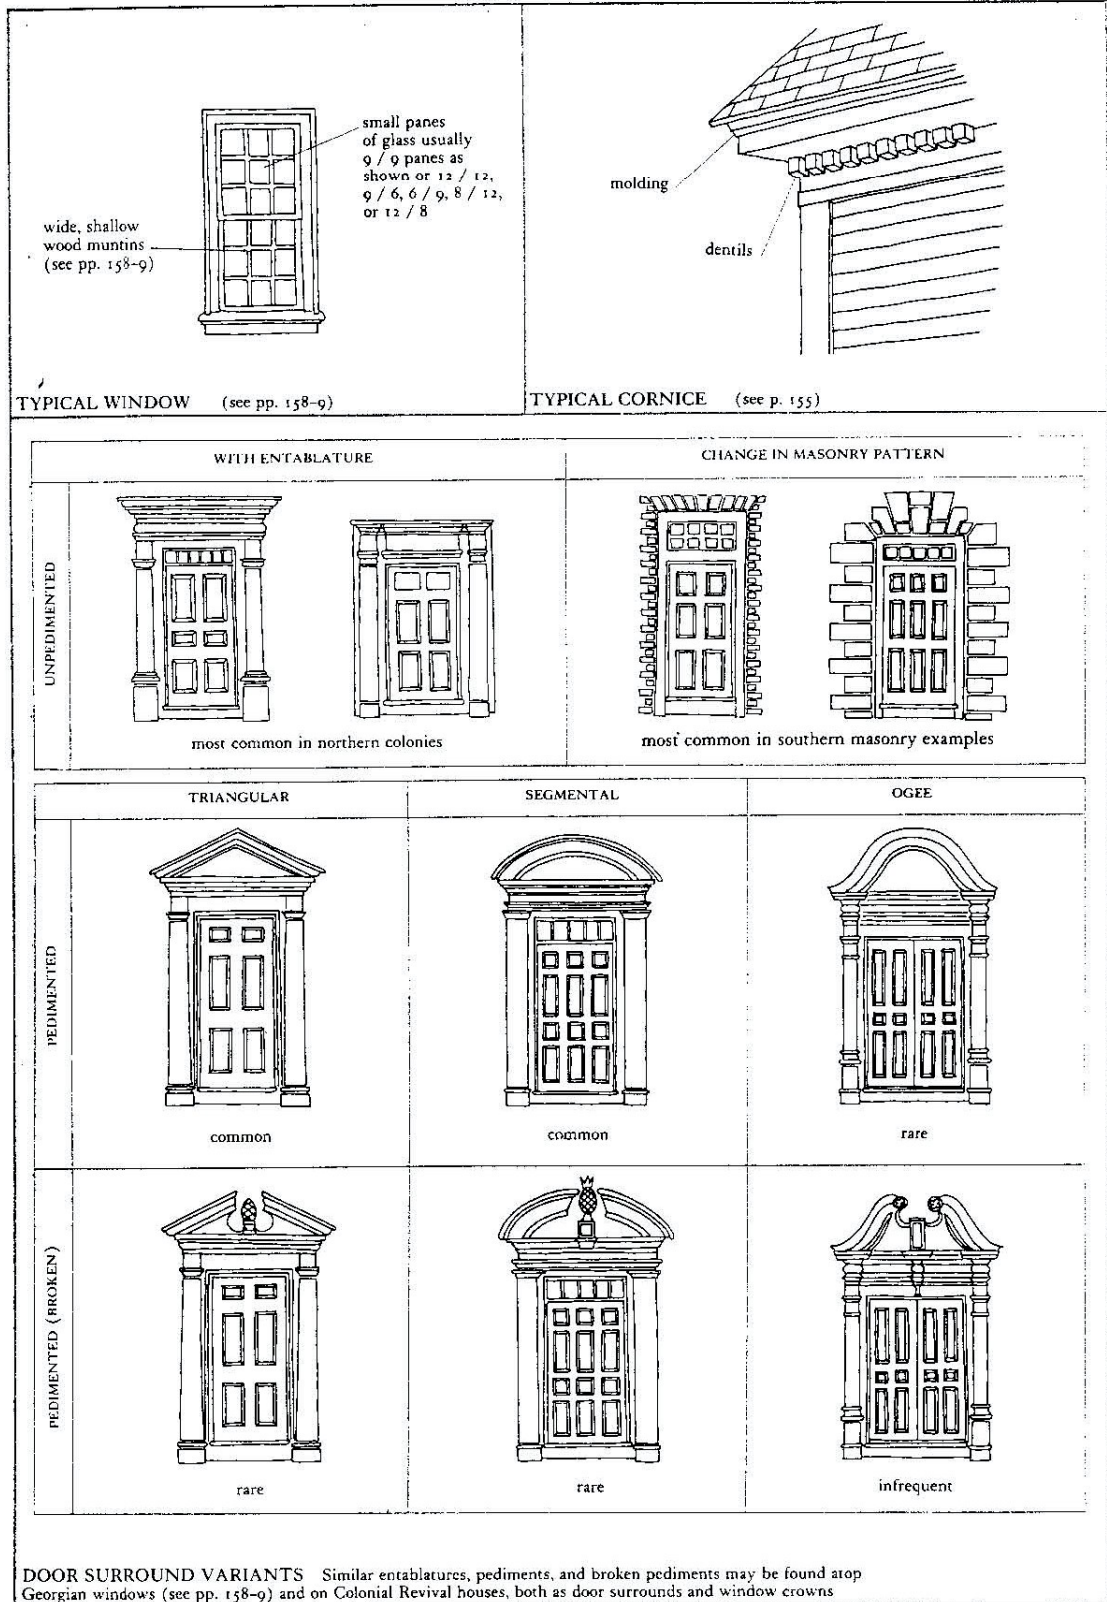 small panes
of glass usually
9 / 9 panes as
shown or 12 / 12,
9 / 6, 6 / 9, 8 / 12,
or 12 / 8
wide, shallow
wood muntins
(see pp. 158-9)
TYPICAL WINDOW (see pp. 158-9)
molding
dentils
TYPICAL CORNICE (see p. 155)
WITH ENTABLATURE
CHANGE IN MASONRY PATTERN
UNPEDIMENTED
most common in northern colonies
most common in southern masonry examples
TRIANGULAR
SEGMENTAL
OGEE
PEDIMENTED
common
common
rare
PEDIMENTED (BROKEN)
rare
rare
infrequent
DOOR SURROUND VARIANTS Similar entablatures, pediments, and broken pediments may be found atop
Georgian windows (see pp. 158-9) and on Colonial Revival houses, both as door surrounds and window crowns